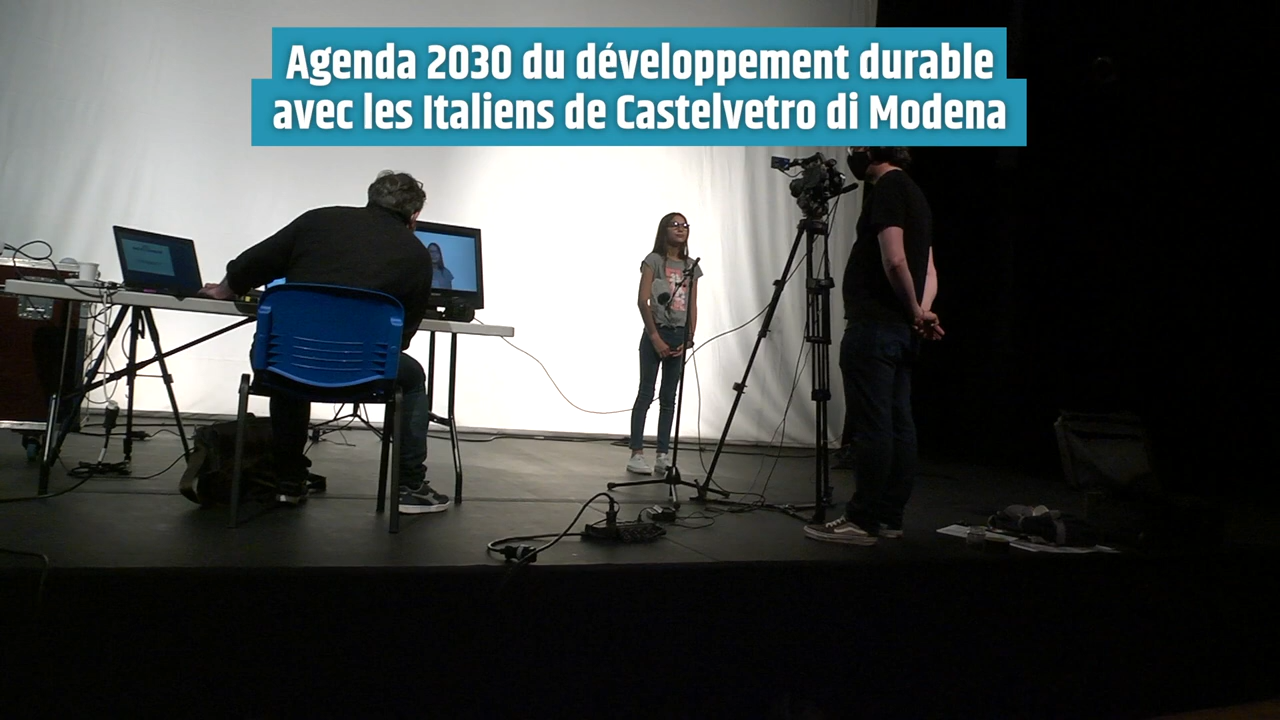 Agenda 2030 du développement durable
avec les Italiens de Castelvetro di Modena